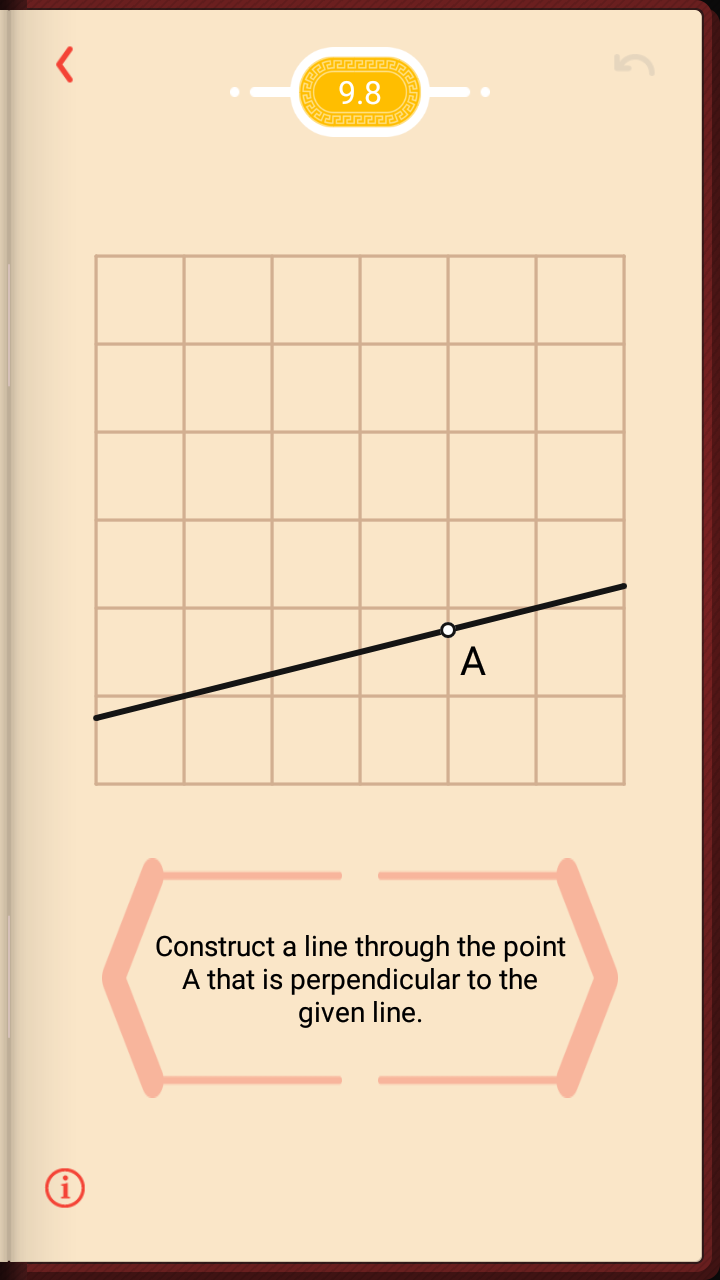 9.8
A
Construct a line through the point
A that is perpendicular to the
given line.
i